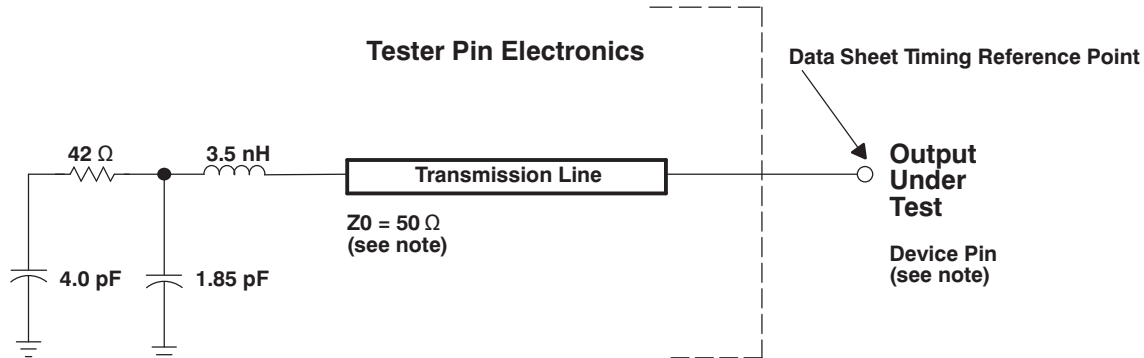 Tester Pin Electronics
Data Sheet Timing Reference Point
42 Ω
3.5 nH
Transmission Line
Output
Under
Test
Z0 = 50 Ω
(see note)
Device Pin
(see note)
4.0 pF
1.85 pF